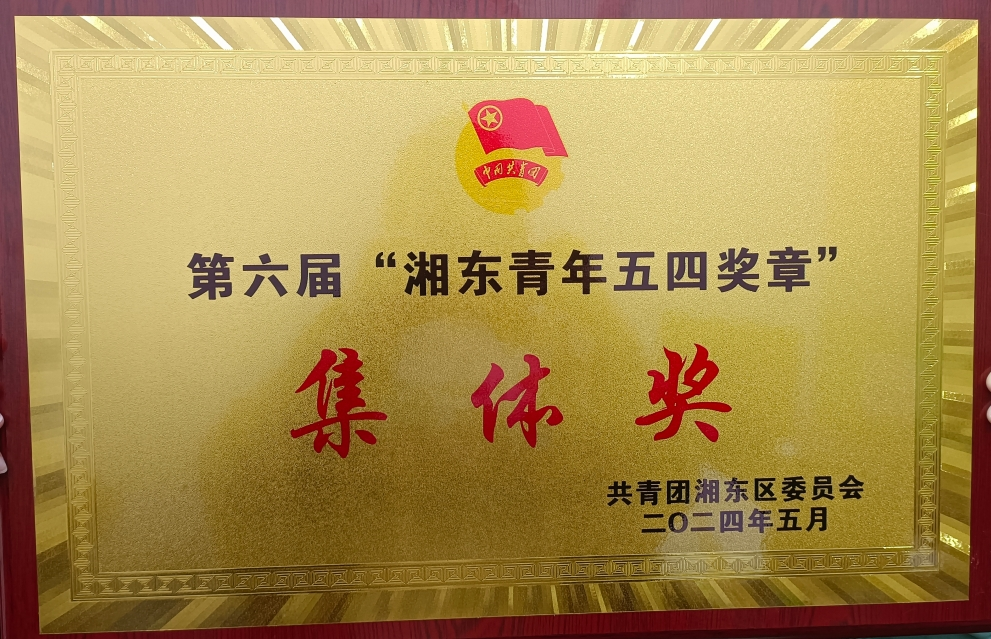 中国共青团
第六届“湘东青年五四奖章”
集体奖
共青团湘东区委员会
二〇二四年五月